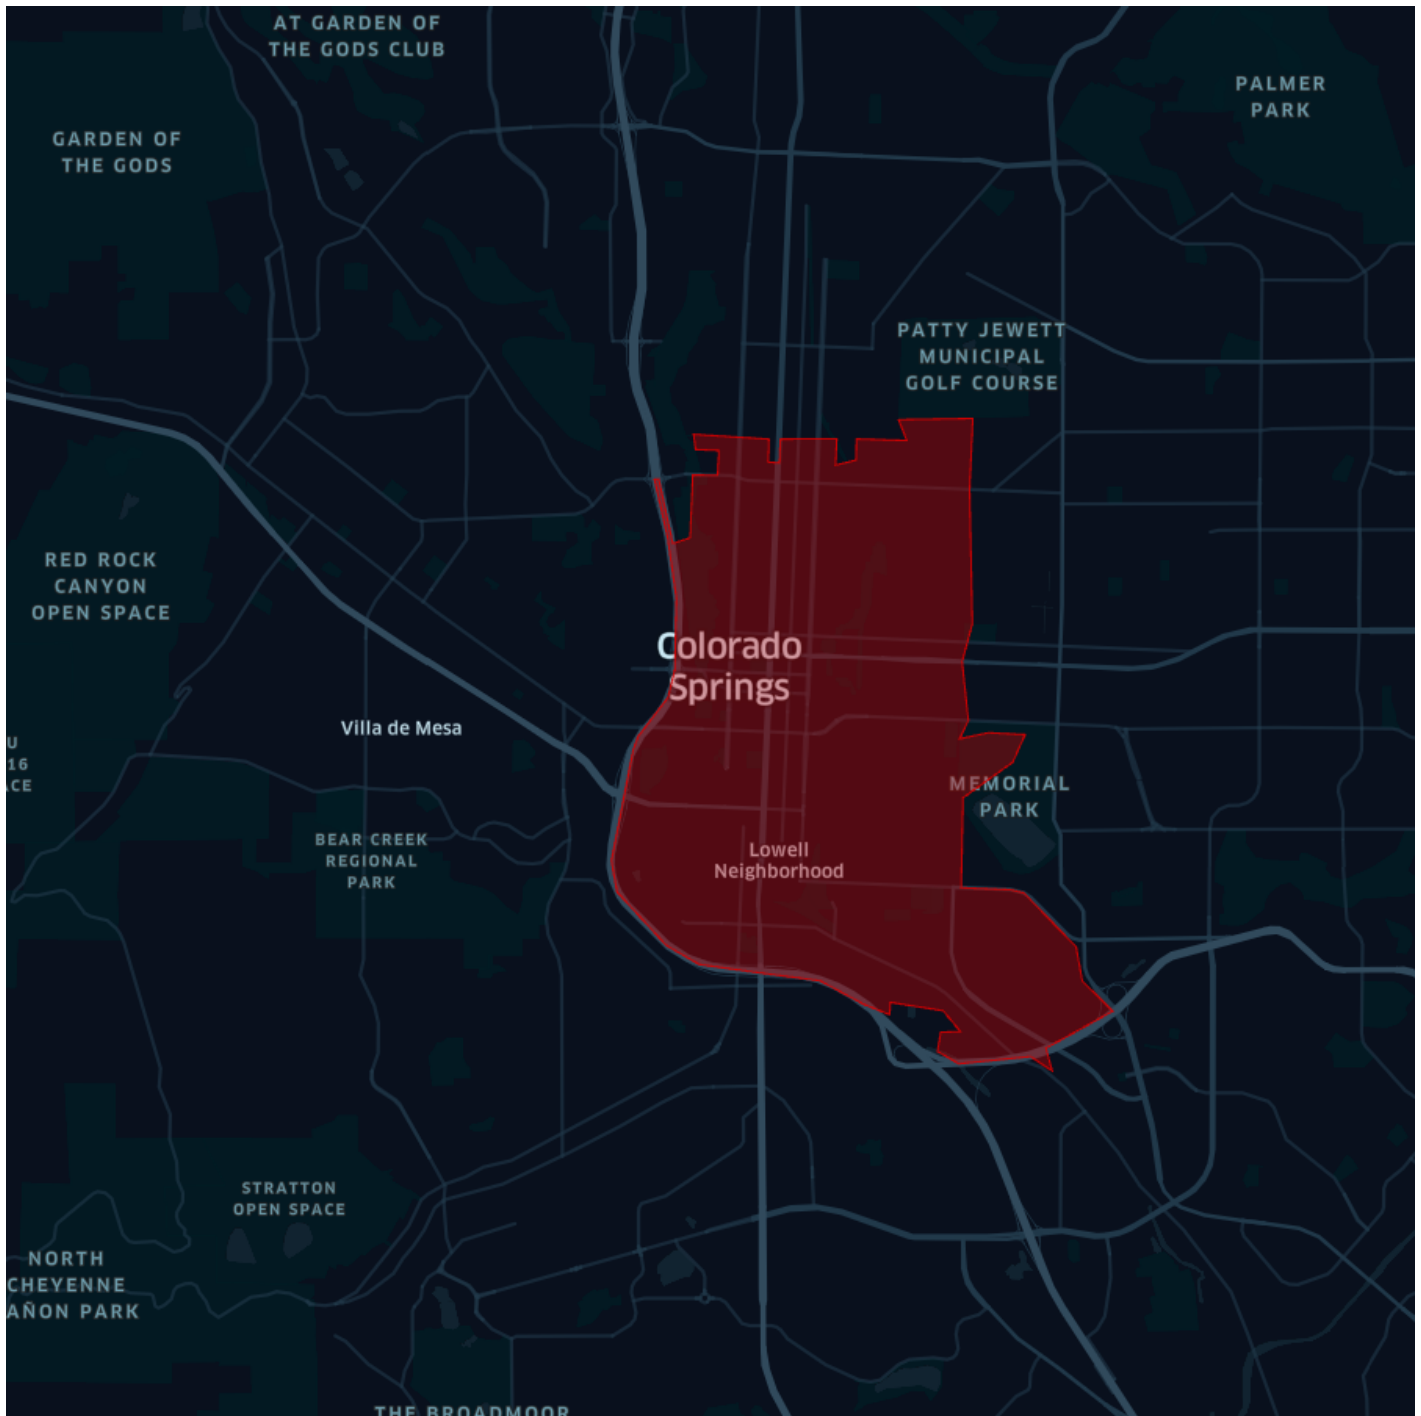 AT GARDEN OF
THE GODS CLUB
PALMER
PARK
GARDEN OF
THE GODS
PATTY JEWETT
MUNICIPAL
GOLF COURSE
RED ROCK
CANYON
OPEN SPACE
Colorado
Springs
Villa de Mesa
U
16
ACE
MEMORIAL
PARK
BEAR CREEK
REGIONAL
PARK
Lowell
Neighborhood
STRATTON
OPEN SPACE
NORTH
CHEYENNE
AÑON PARK
THE BROADMOOR